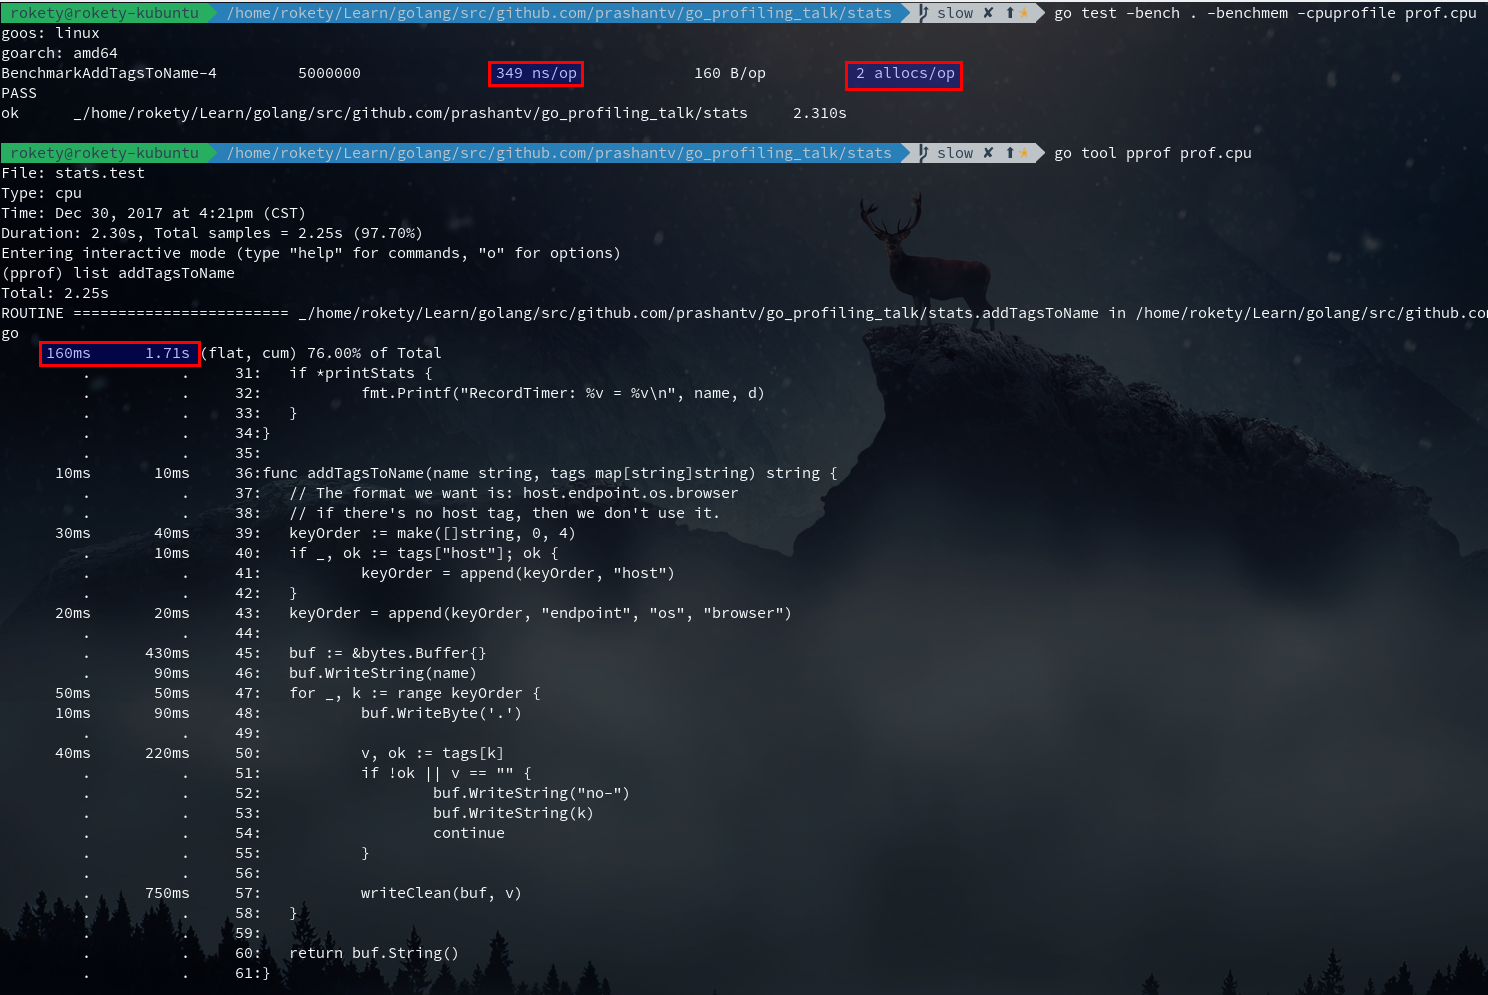 rokety@rokety-kubuntu /home/rokety/Learn/golang/src/github.com/prashantv/go_profiling_talk/stats slow ✘ ⬆★ go test -bench . -benchmem -cpuprofile prof.cpu
goos: linux
goarch: amd64
BenchmarkAddTagsToName-4 5000000 349 ns/op 160 B/op 2 allocs/op
PASS
ok _/home/rokety/Learn/golang/src/github.com/prashantv/go_profiling_talk/stats 2.310s
rokety@rokety-kubuntu /home/rokety/Learn/golang/src/github.com/prashantv/go_profiling_talk/stats slow ✘ ⬆★ go tool pprof prof.cpu
File: stats.test
Type: cpu
Time: Dec 30, 2017 at 4:21pm (CST)
Duration: 2.30s, Total samples = 2.25s (97.70%)
Entering interactive mode (type "help" for commands, "o" for options)
(pprof) list addTagsToName
Total: 2.25s
ROUTINE ======================== _/home/rokety/Learn/golang/src/github.com/prashantv/go_profiling_talk/stats.addTagsToName in /home/rokety/Learn/golang/src/github.co
go
160ms 1.71s (flat, cum) 76.00% of Total
. . 31: if *printStats {
. . 32: fmt.Printf("RecordTimer: %v = %v\n", name, d)
. . 33: }
. . 34:}
. . 35:
10ms 10ms 36:func addTagsToName(name string, tags map[string]string) string {
. . 37: // The format we want is: host.endpoint.os.browser
. . 38: // if there's no host tag, then we don't use it.
30ms 40ms 39: keyOrder := make([]string, 0, 4)
. 10ms 40: if _, ok := tags["host"]; ok {
. . 41: keyOrder = append(keyOrder, "host")
. . 42: }
20ms 20ms 43: keyOrder = append(keyOrder, "endpoint", "os", "browser")
. . 44:
. 430ms 45: buf := &bytes.Buffer{}
. 90ms 46: buf.WriteString(name)
50ms 50ms 47: for _, k := range keyOrder {
10ms 90ms 48: buf.WriteByte('.')
. . 49:
40ms 220ms 50: v, ok := tags[k]
. . 51: if !ok || v == "" {
. . 52: buf.WriteString("no-")
. . 53: buf.WriteString(k)
. . 54: continue
. . 55: }
. . 56:
. 750ms 57: writeClean(buf, v)
. . 58: }
. . 59:
. . 60: return buf.String()
. . 61:}